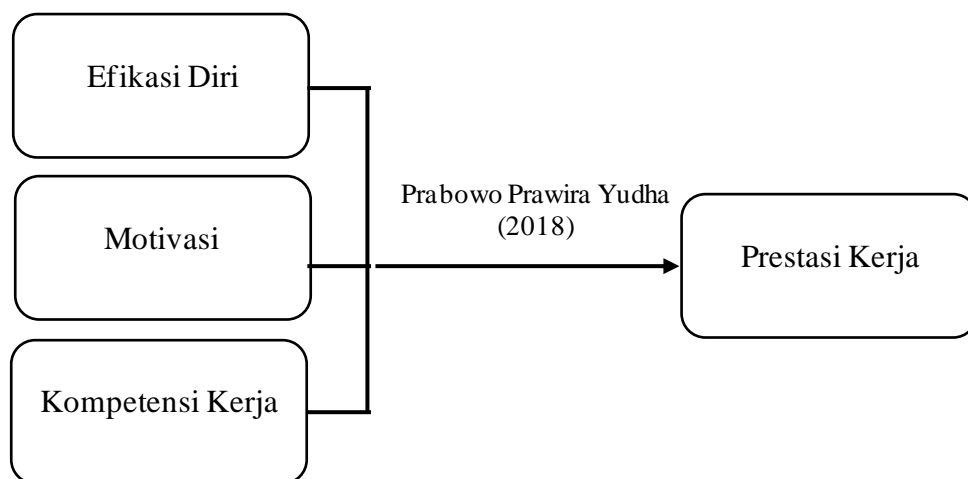 Efikasi Diri
Motivasi
Kompetensi Kerja
Prabowo Prawira Yudha
(2018)
Prestasi Kerja